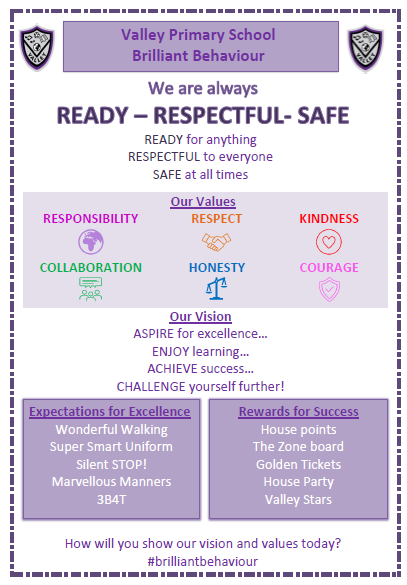 Valley Primary School
Brilliant Behaviour
VALLEY
VALLEY
We are always
READY – RESPECTFUL- SAFE
READY for anything
RESPECTFUL to everyone
SAFE at all times
Our Values
RESPONSIBILITY RESPECT KINDNESS
COLLABORATION HONESTY COURAGE
Our Vision
ASPIRE for excellence…
ENJOY learning…
ACHIEVE success…
CHALLENGE yourself further!
Expectations for Excellence
Wonderful Walking
Super Smart Uniform
Silent STOP!
Marvellous Manners
3B4T
Rewards for Success
House points
The Zone board
Golden Tickets
House Party
Valley Stars
How will you show our vision and values today?
#brilliantbehaviour